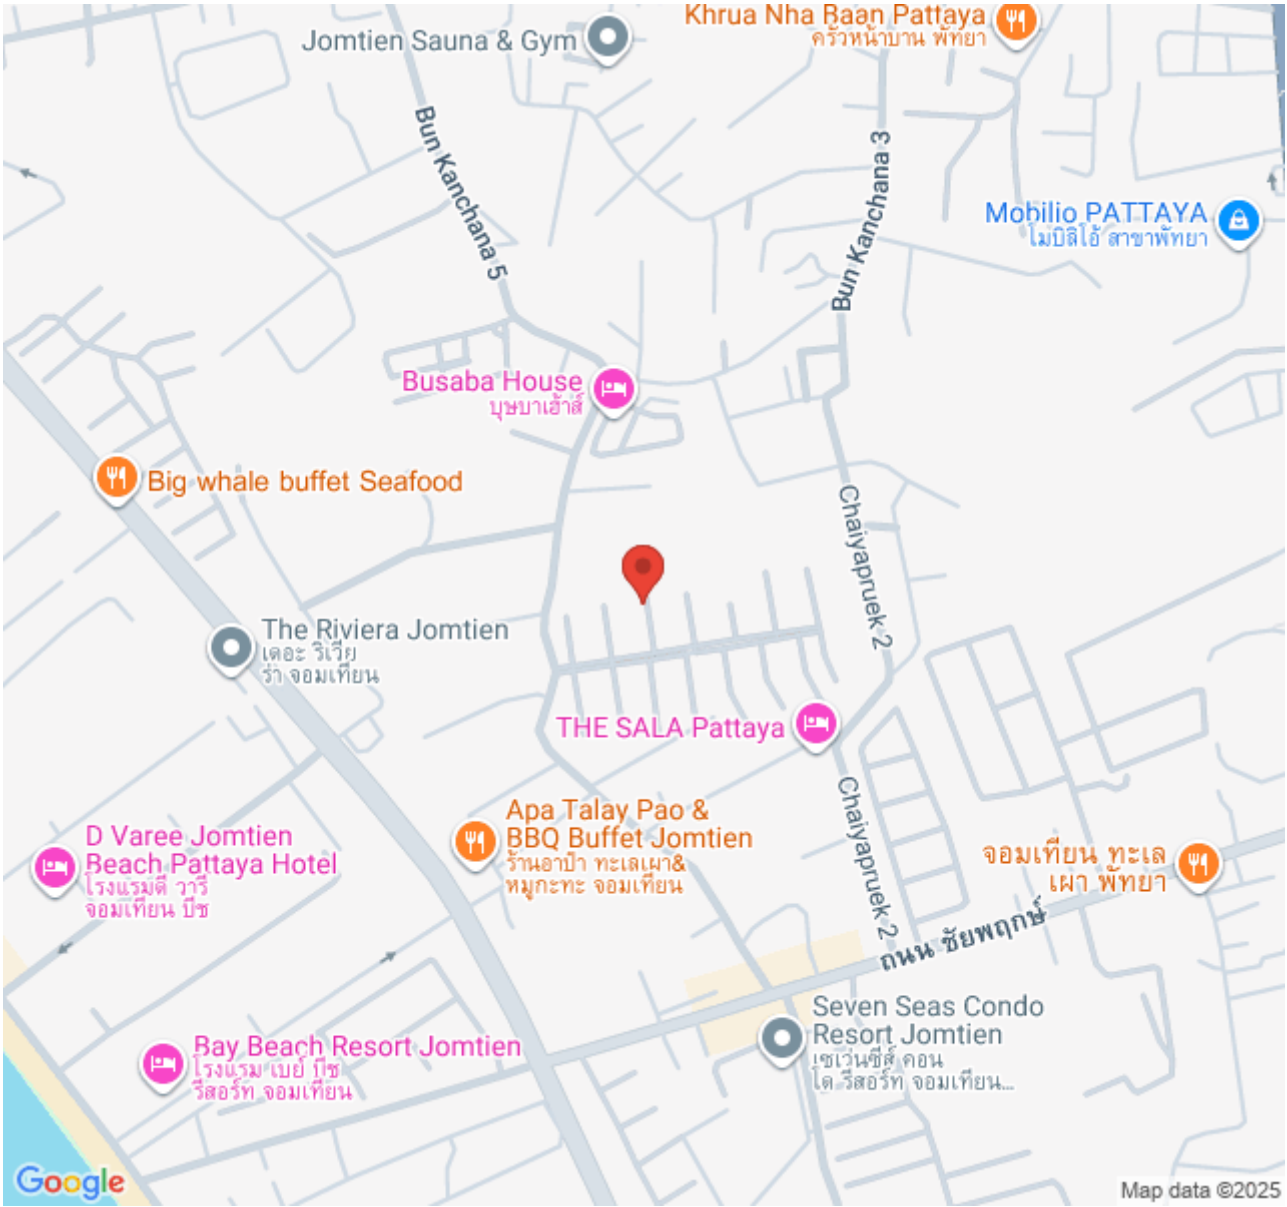 Khrua Nha Baan Pattaya
ครัวหน้าบาน พัทยา
Jomtien Sauna & Gym
Bun Kanchana 5
Bun Kanchana 3
Mobilio PATTAYA
โมบิลิโอ้ สาขาพัทยา
Busaba House
บุษบาเฮ้าส์
Big whale buffet Seafood
Chaiyapruek 2
The Riviera Jomtien
เดอะ ริเวีย
ร่า จอมเทียน
THE SALA Pattaya
Chaiyapruek 2
Apa Talay Pao &
BBQ Buffet Jomtien
ร้านอาป๋า ทะเลเผา&
หมูกะทะ จอมเทียน
D Varee Jomtien
Beach Pattaya Hotel
โรงแรมดี วารี
จอมเทียน บีช
จอมเทียน ทะเล
เผา พัทยา
ถนน ชัยพฤกษ์
Seven Seas Condo
Resort Jomtien
เซเว่นซีส์ คอน
โด รีสอร์ท จอมเทียน...
Bay Beach Resort Jomtien
โรงแรม เบย์ บีช
รีสอร์ท จอมเทียน
Google
Map data ©2025